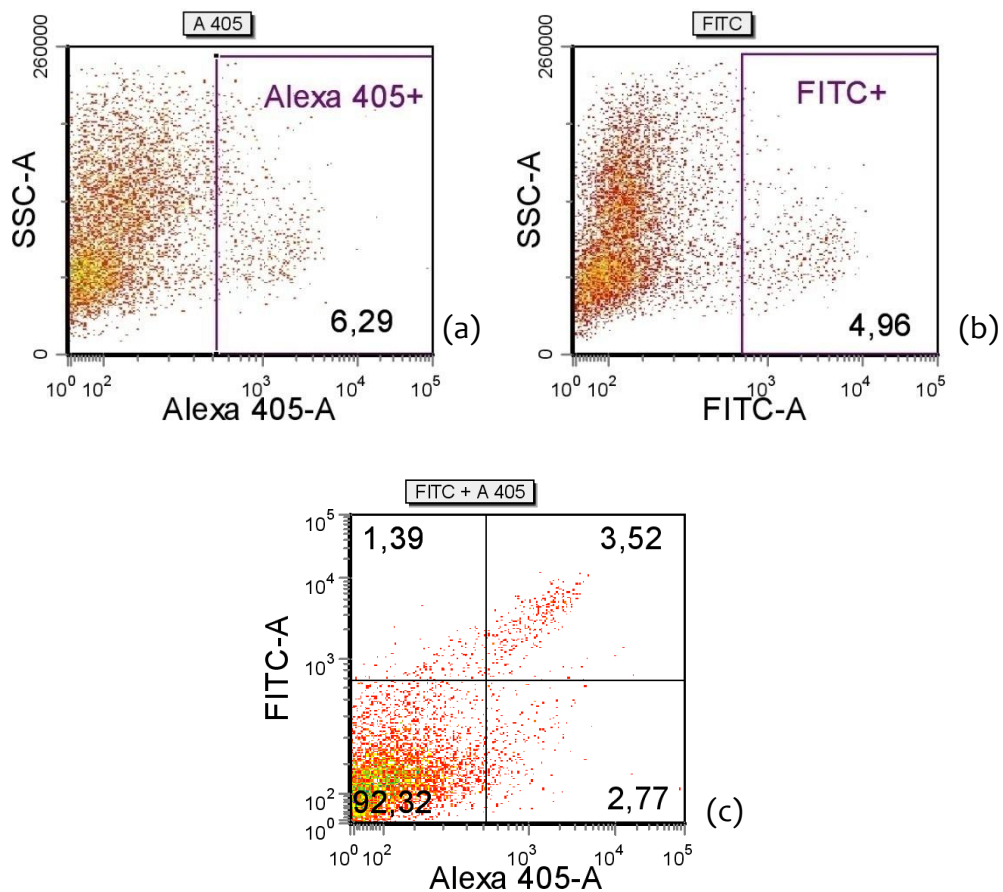 A 405
260000
SSC-A
0
Alexa 405+
6,29
10⁰ 10² 10³ 10⁴ 10⁵
Alexa 405-A
(a)
FITC
260000
SSC-A
0
FITC+
4,96
10⁰ 10² 10³ 10⁴ 10⁵
FITC-A
(b)
FITC + A 405
10⁵
10⁴
10³
10²
10⁰
FITC-A
1,39 3,52
92,32 2,77
10⁰ 10² 10³ 10⁴ 10⁵
Alexa 405-A
(c)